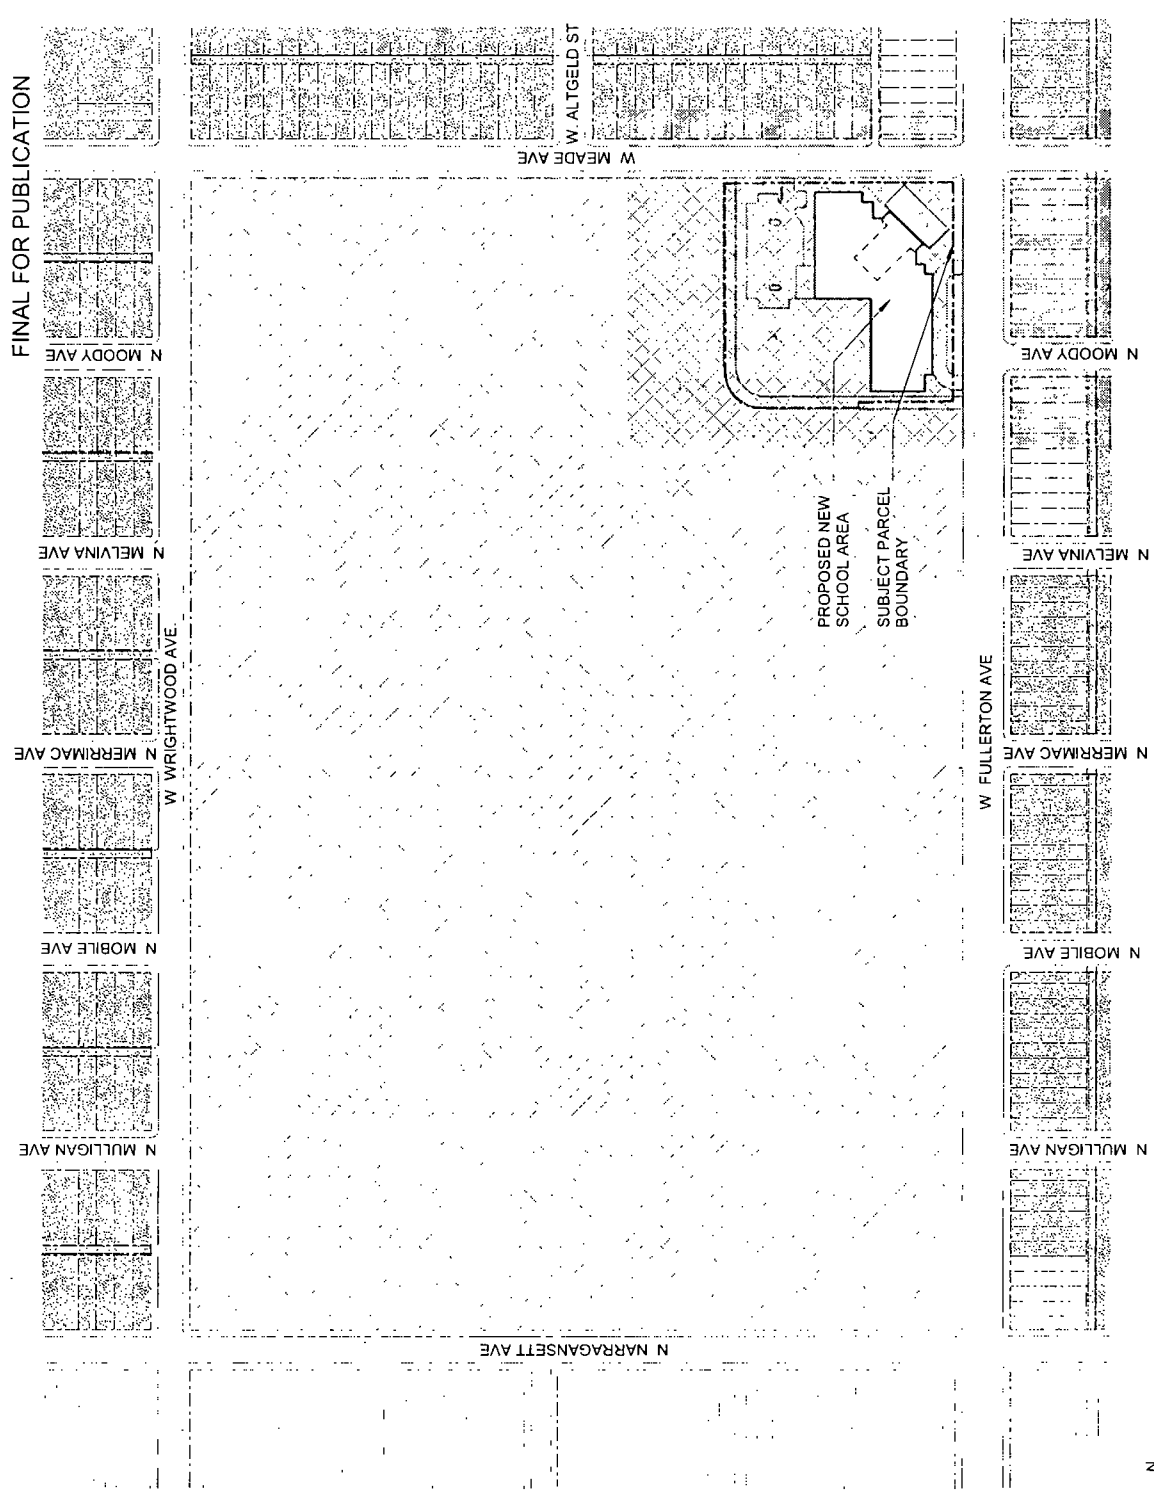 FINAL FOR PUBLICATION
W. ALTGELD ST
W. MEADE AVE
N MOODY AVE
N MELVINA AVE
N MERRIMAC AVE
N MOBILE AVE
N MULLIGAN AVE
W WRIGHTWOOD AVE.
PROPOSED NEW
SCHOOL AREA
SUBJECT PARCEL
BOUNDARY
W FULLERTON AVE
N MOODY AVE
N MELVINA AVE
N MERRIMAC AVE
N MOBILE AVE
N MULLIGAN AVE
N NARRAGANSETT AVE
N